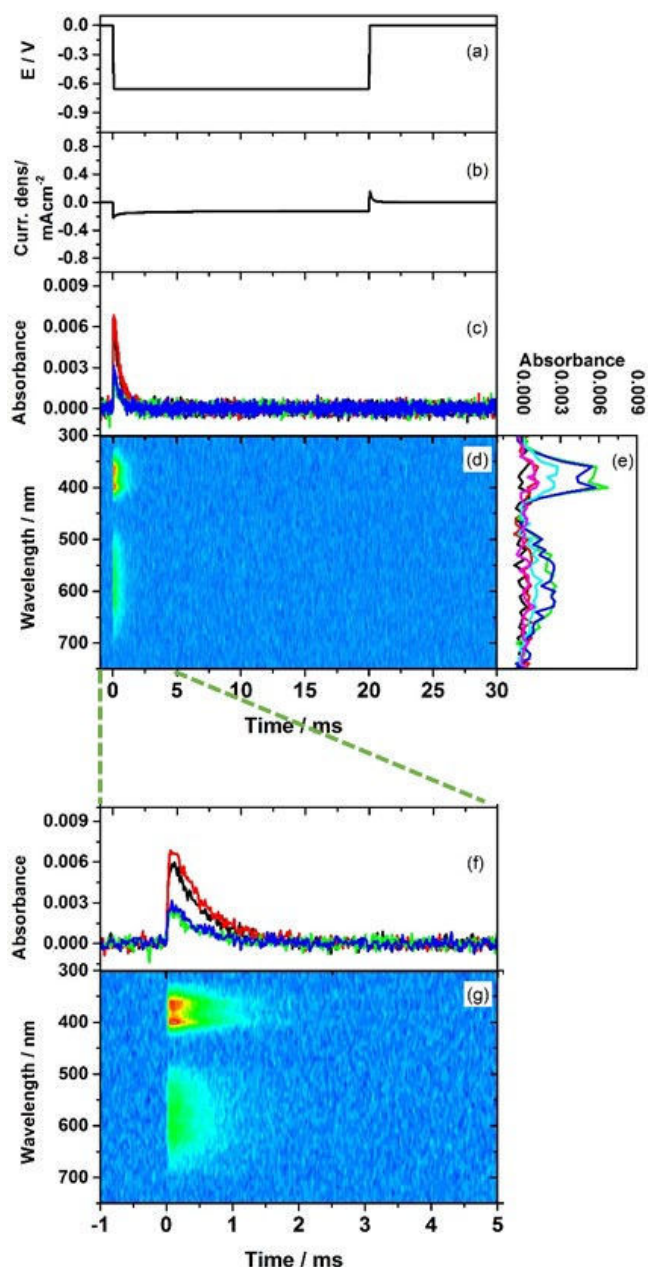 0.0
-0.3
-0.6
-0.9
E / V
(a)
0.8
0.4
0.0
-0.4
-0.8
Curr. dens/
mAcm⁻²
(b)
0.009
0.006
0.003
0.000
Absorbance
(c)
Absorbance
0.000
0.003
0.006
0.009
300
400
500
600
700
Wavelength / nm
(d)
(e)
0 5 10 15 20 25 30
Time / ms
0.009
0.006
0.003
0.000
Absorbance
(f)
300
400
500
600
700
Wavelength / nm
(g)
-1 0 1 2 3 4 5
Time / ms